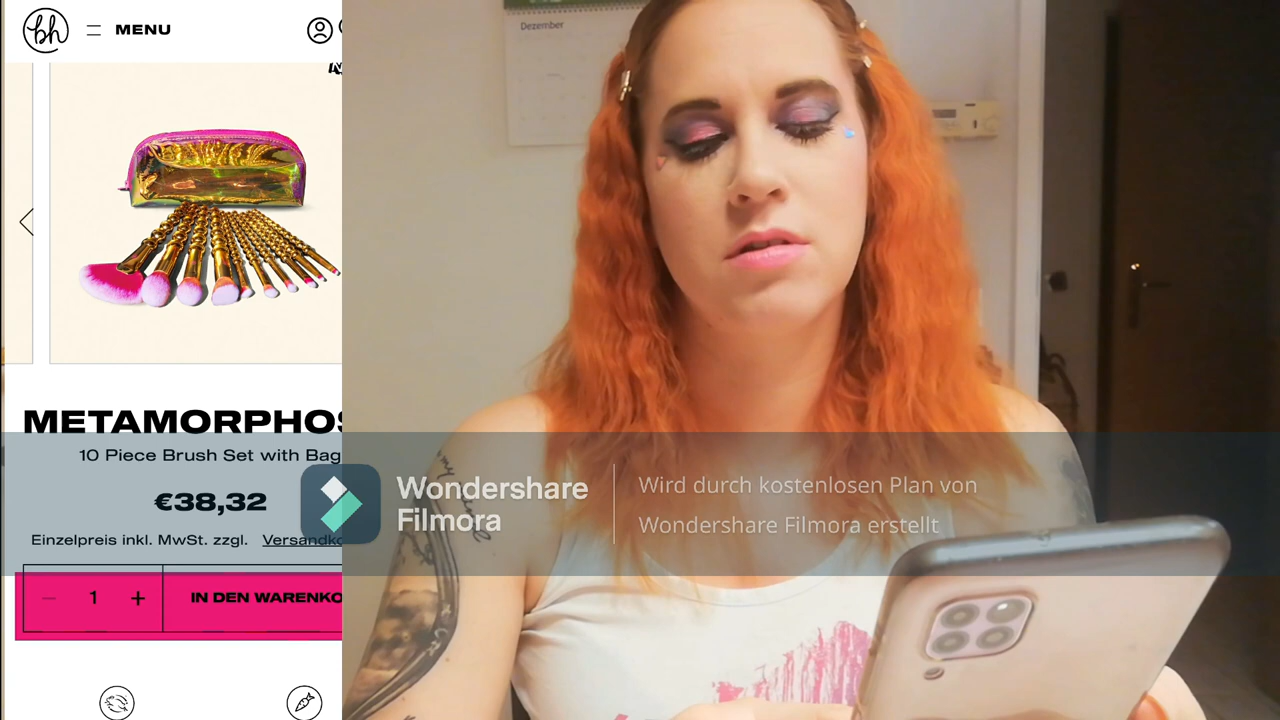 bh
MENU
Dezember
METAMORPHOS
10 Piece Brush Set with Bag
€38,32
Einzelpreis inkl. MwSt. zzgl. Versandko
- 1 + IN DEN WARENKO
Wondershare
Filmora
Wird durch kostenlosen Plan von
Wondershare Filmora erstellt